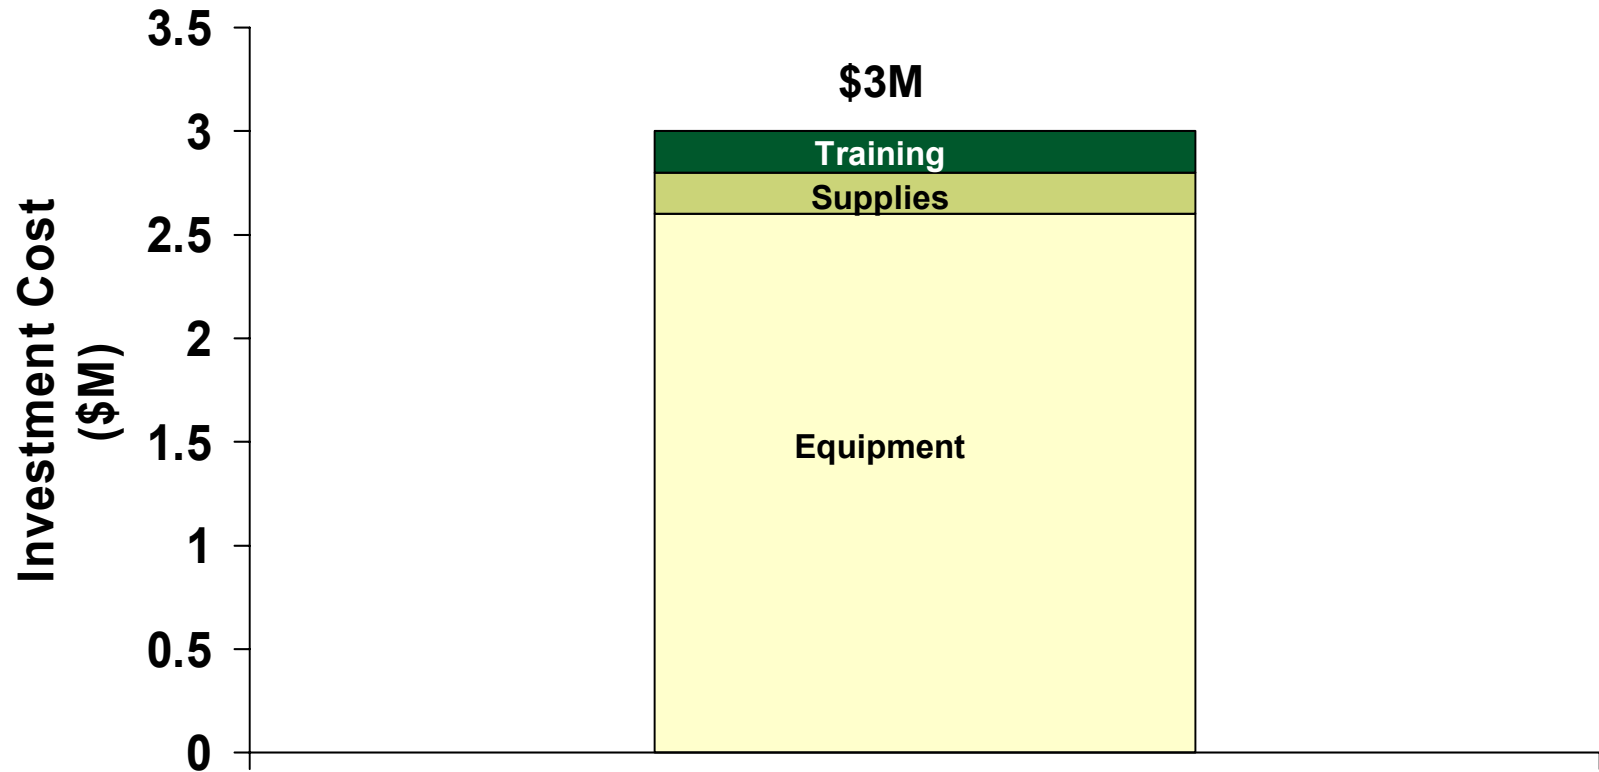 Investment Cost
($M)
3.5
3
2.5
2
1.5
1
0.5
0
$3M
Training
Supplies
Equipment